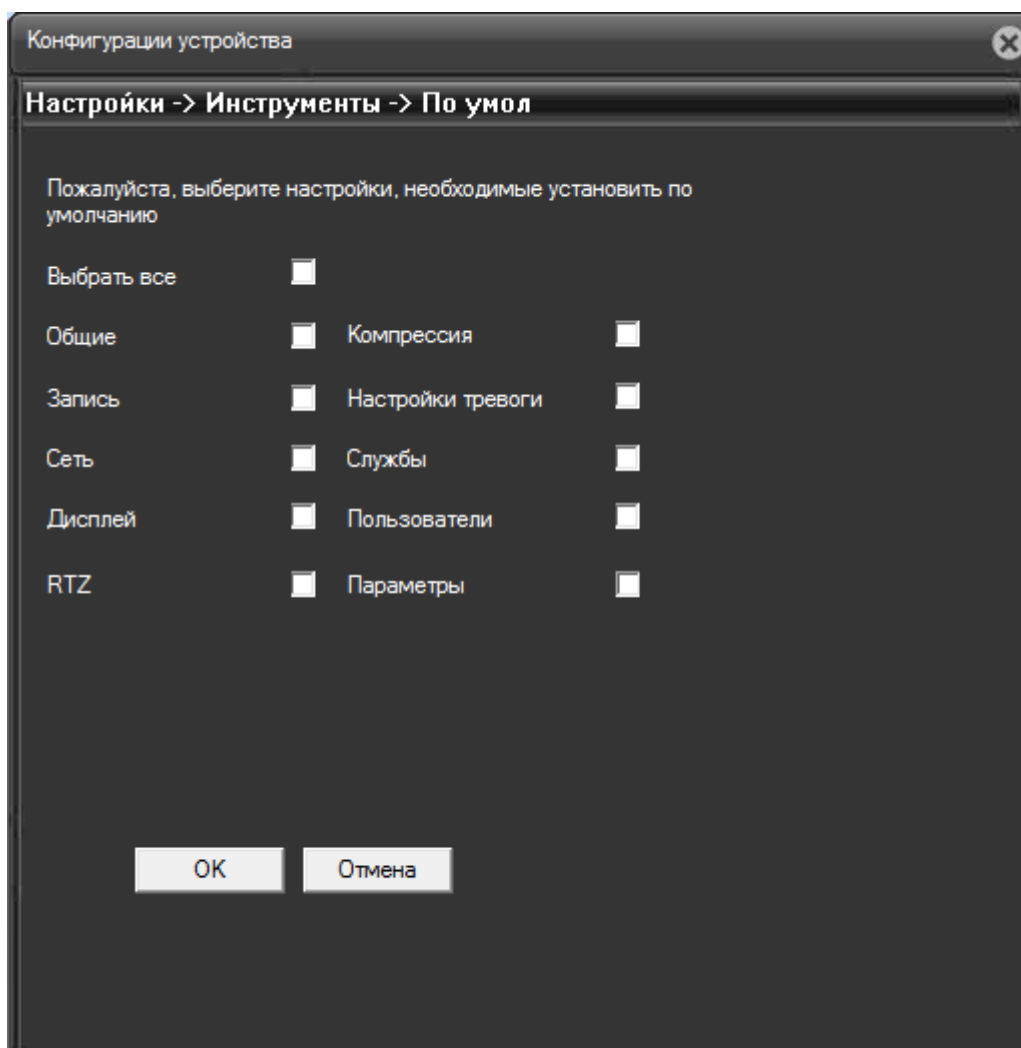 Конфигурации устройства
Настройки -> Инструменты -> По умол
Пожалуйста, выберите настройки, необходимые установить по
умолчанию
Выбрать все
Общие
Компрессия
Запись
Настройки тревоги
Сеть
Службы
Дисплей
Пользователи
RTZ
Параметры
OK
Отмена